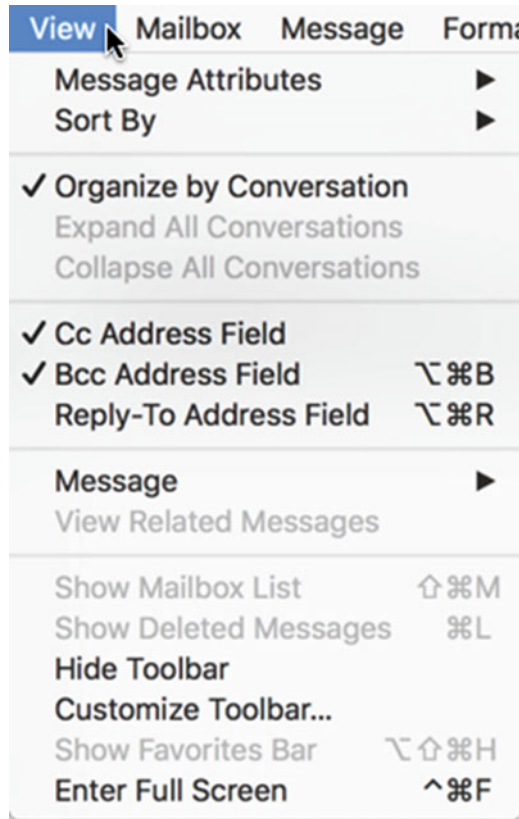 View Mailbox Message Forma
Message Attributes ▶
Sort By ▶
✓ Organize by Conversation
Expand All Conversations
Collapse All Conversations
✓ Cc Address Field
✓ Bcc Address Field ⌥⌘B
Reply-To Address Field ⌥⌘R
Message ▶
View Related Messages
Show Mailbox List ⇧⌘M
Show Deleted Messages ⌘L
Hide Toolbar
Customize Toolbar...
Show Favorites Bar ⌥⇧⌘H
Enter Full Screen ^⌘F